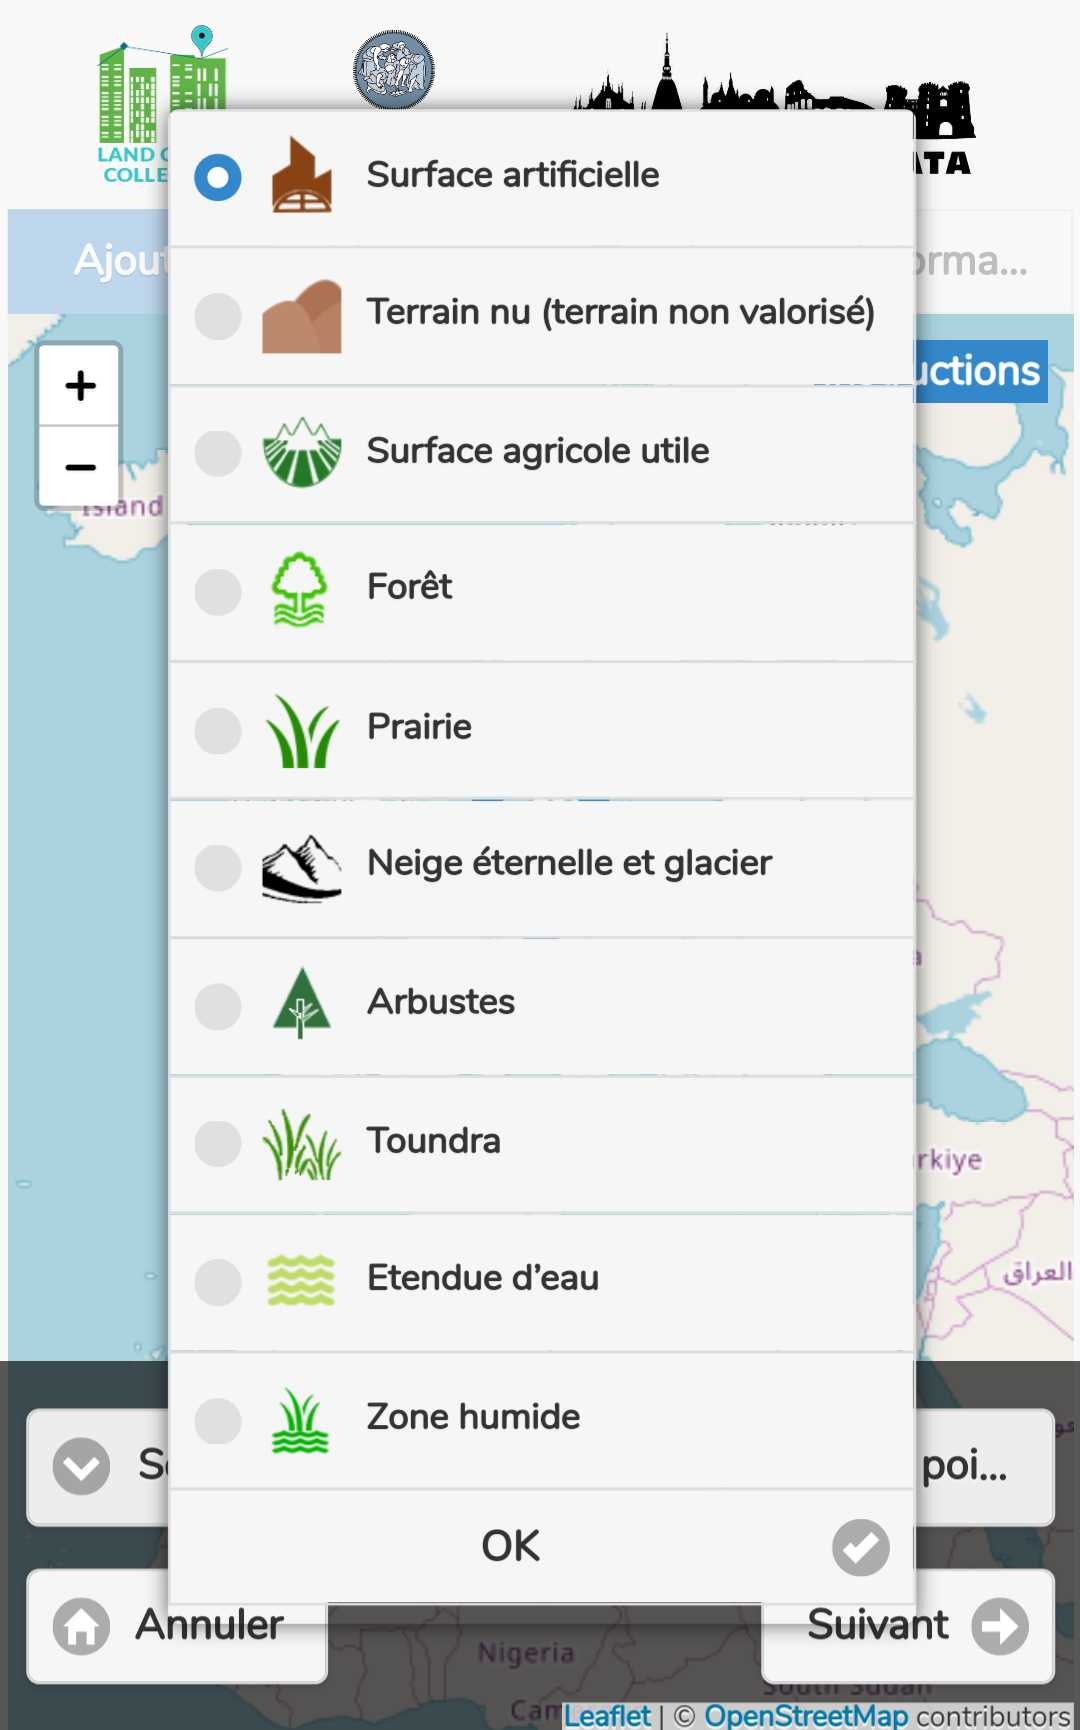 LAND
COLLE
ATA
Ajout
orma...
Surface artificielle
Terrain nu (terrain non valorisé)
uctions
Surface agricole utile
Island
Forêt
Prairie
Neige éternelle et glacier
Arbustes
Toundra
rkiye
العراق
Etendue d’eau
Zone humide
poi...
OK
Annuler
Suivant
Nigeria
South Sudan
Cam
Leaflet | © OpenStreetMap contributors